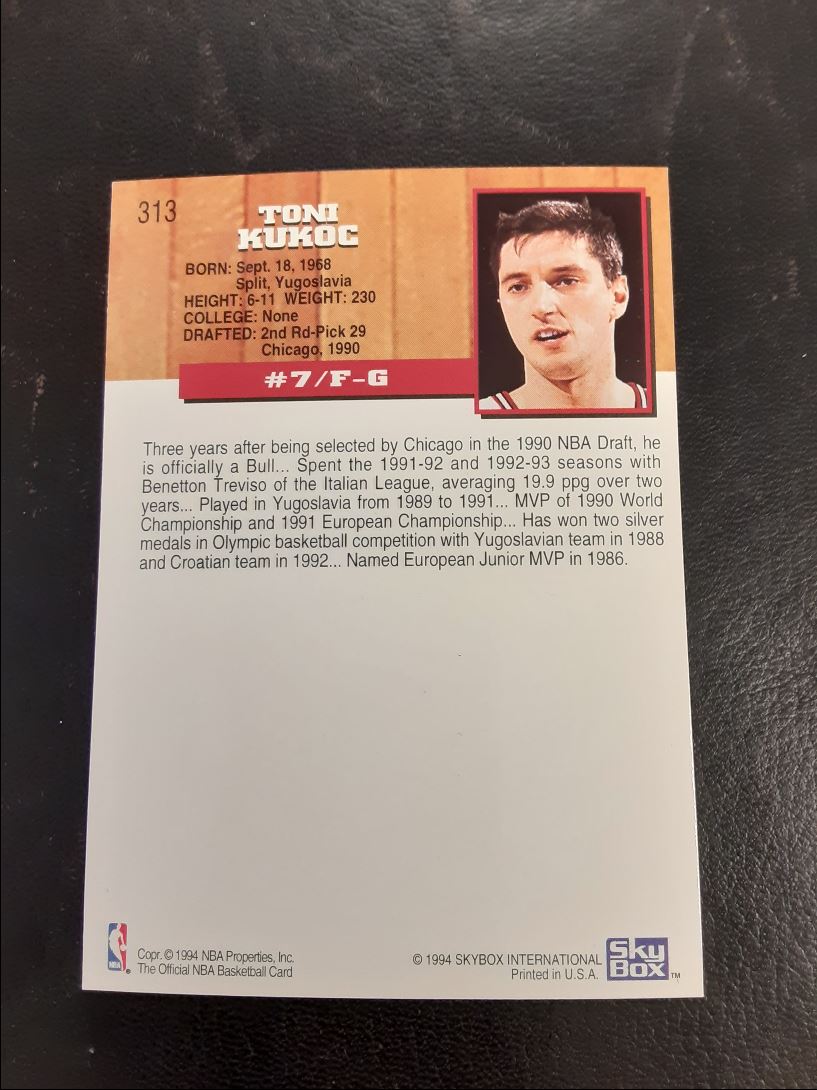 313
TONI
KUKOC
BORN: Sept. 18, 1968
Split, Yugoslavia
HEIGHT: 6-11 WEIGHT: 230
COLLEGE: None
DRAFTED: 2nd Rd-Pick 29
Chicago, 1990
#7/F-G
Three years after being selected by Chicago in the 1990 NBA Draft, he
is officially a Bull... Spent the 1991-92 and 1992-93 seasons with
Benetton Treviso of the Italian League, averaging 19.9 ppg over two
years... Played in Yugoslavia from 1989 to 1991... MVP of 1990 World
Championship and 1991 European Championship... Has won two silver
medals in Olympic basketball competition with Yugoslavian team in 1988
and Croatian team in 1992... Named European Junior MVP in 1986.
NBA ®
Copr. © 1994 NBA Properties, Inc.
The Official NBA Basketball Card
© 1994 SKYBOX INTERNATIONAL
Printed in U.S.A.
Sky
BOX ™